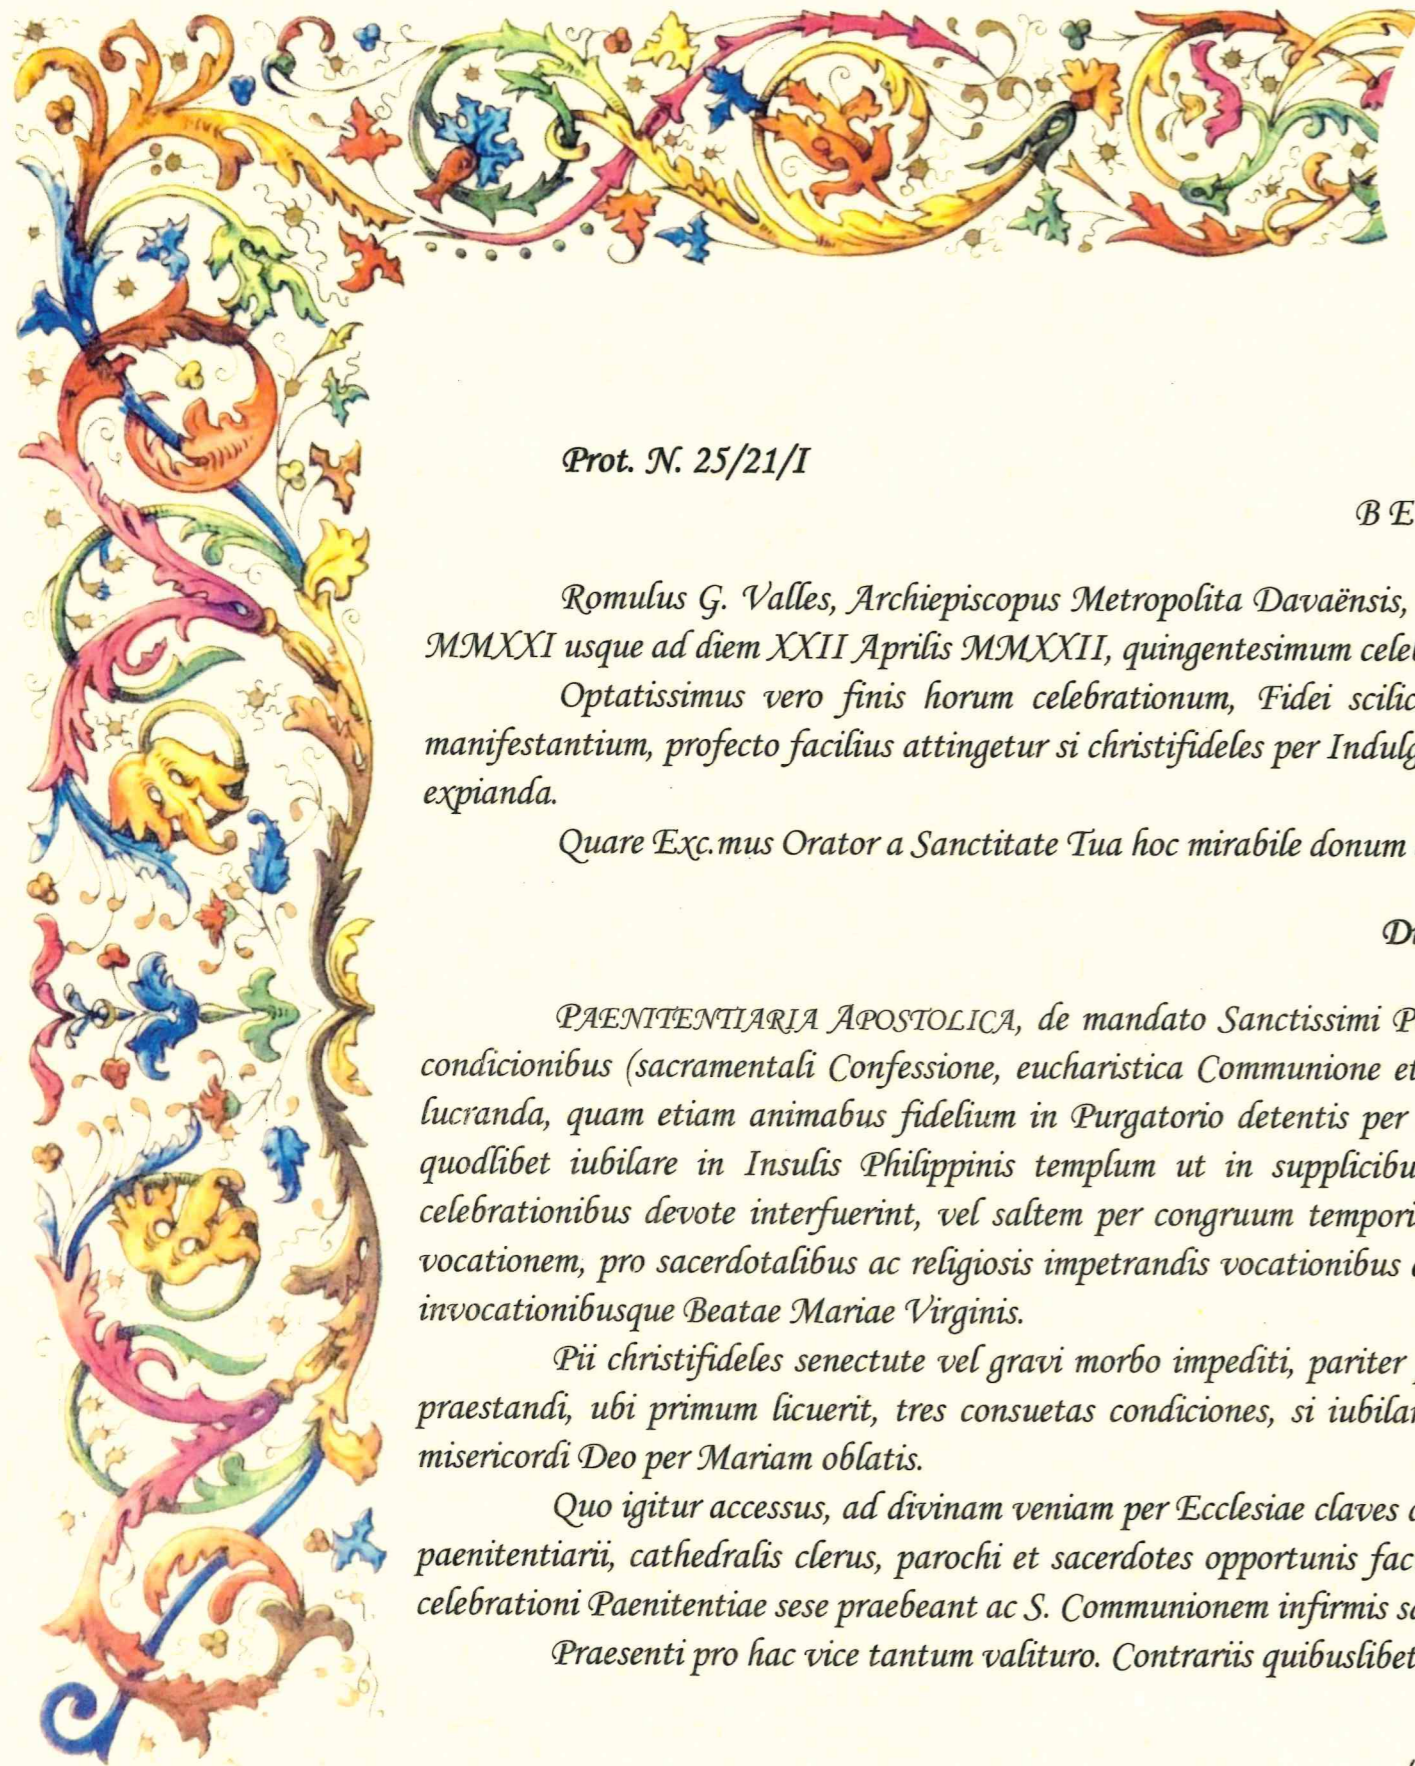 Prot. N. 25/21/I
B E
Romulus G. Valles, Archiepiscopus Metropolita Davaënsis,
MMXXI usque ad diem XXII Aprilis MMXXII, quingentesimum cele
Optatissimus vero finis horum celebrationum, Fidei scilic
manifestantium, profecto facilius attingetur si christifideles per Indulg
expianda.
Quare Exc.mus Orator a Sanctitate Tua hoc mirabile donum
D
PAENITENTIARIA APOSTOLICA, de mandato Sanctissimi P
condicionibus (sacramentali Confessione, eucharistica Communione et
lucranda, quam etiam animabus fidelium in Purgatorio detentis per
quodlibet iubilare in Insulis Philippinis templum ut in supplicibu
celebrationibus devote interfuerint, vel saltem per congruum tempori
vocationem, pro sacerdotalibus ac religiosis impetrandis vocationibus
invocationibusque Beatae Mariae Virginis.
Pii christifideles senectute vel gravi morbo impediti, pariter
praestandi, ubi primum licuerit, tres consuetas condiciones, si iubilar
misericordi Deo per Mariam oblatis.
Quo igitur accessus, ad divinam veniam per Ecclesiae claves
paenitentiarii, cathedralis clerus, parochi et sacerdotes opportunis fac
celebrationi Paenitentiae sese praebeant ac S. Communionem infirmis s
Praesenti pro hac vice tantum valituro. Contrariis quibuslibet